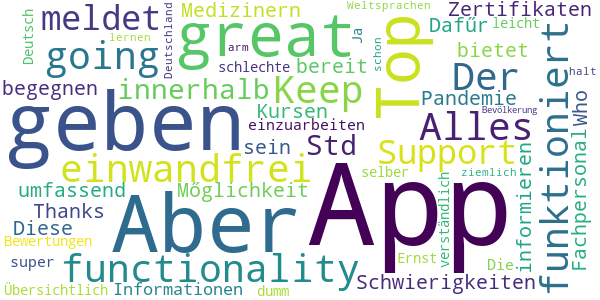 Weltsprachen
meldet
Deutsch
Deutschland
Medizinern
great
Top
Ja
Zertifikaten
Dafür
leicht
going
lernen
arm
schlechte
bereit
schon
bietet
funktioniert
Who
halt
begegnen
innerhalb
Keep
Der
geben
Kursen
Pandemie
Bevölkerung
einzuarbeiten
Alles
Fachpersonal
sein
Std
Support
informieren
einwandfrei
App
umfassend
Möglichkeit
selber
verständlich
ziemlich
Thanks
Aber
Diese
Bewertungen
super
functionality
Ernst
Die
Schwierigkeiten
Übersichtlich
Informationen
dumm